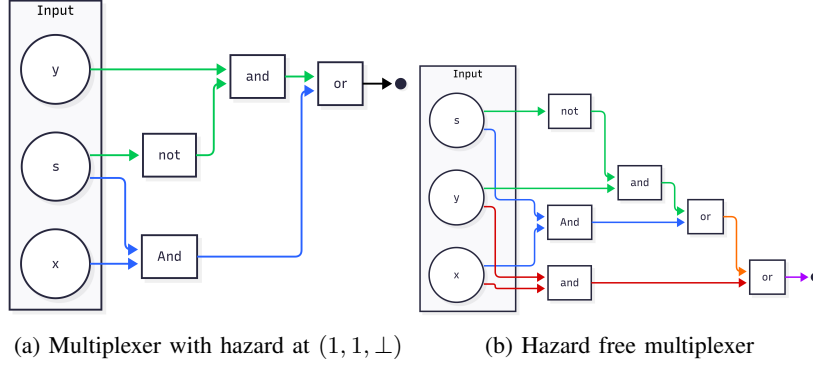 Input
y
and
or
not
s
And
x
(a) Multiplexer with hazard at (1, 1, ⊥)
Input
s
not
y
and
And
or
x
and
or
(b) Hazard free multiplexer